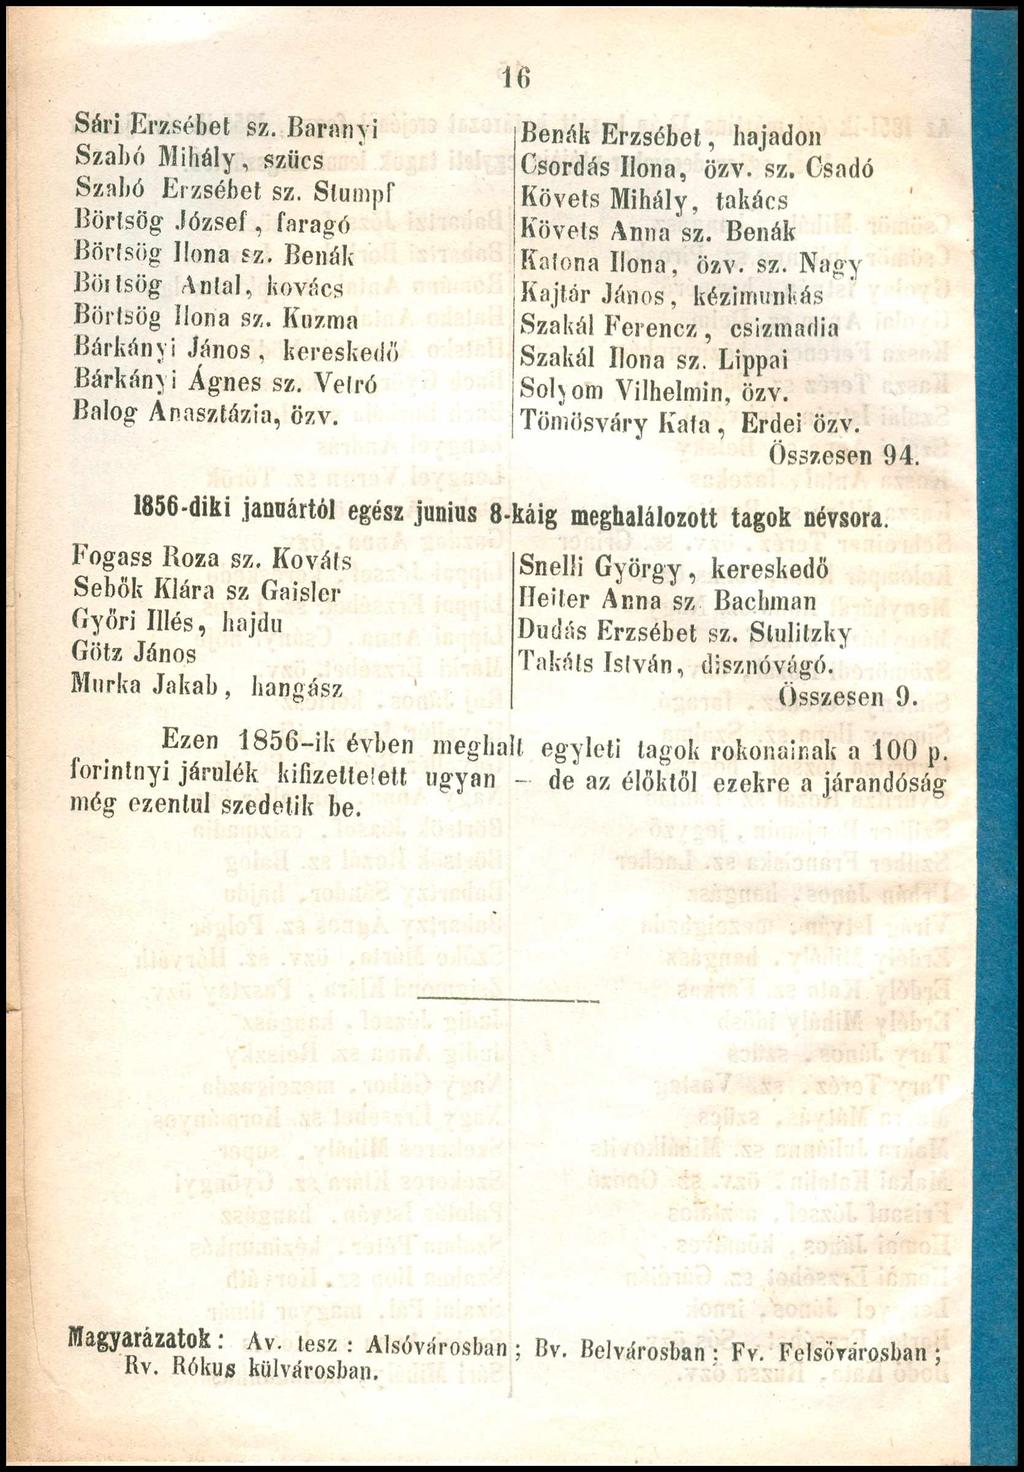 16
Sári Erzsébet sz. Baranyi
Szabó Mihály, szücs
Szabó Erzsébet sz. Stumpf
Börtsög József, faragó
Börtsög Ilona sz. Benák
Börtsög Antal, kovács
Börtsög Ilona sz. Kuzma
Bárkányi János, kereskedő
Bárkányi Ágnes sz. Vetró
Balog Anasztázia, özv.
Benák Erzsébet, hajadon
Csordás Ilona, özv. sz. Csadó
Követs Mihály, takács
Követs Anna sz. Benák
Katona Ilona, özv. sz. Nagy
Kajtár János, kézimunkás
Szakál Ferencz, csizmadia
Szakál Ilona sz. Lippai
Solyom Vilhelmin, özv.
Tömösváry Kata, Erdei özv.
Összesen 94.
1856-diki januártól egész junius 8-káig meghalálozott tagok névsora.
Fogass Roza sz. Kováts
Sebők Klára sz Gaisler
Győri Illés, hajdu
Götz János
Murka Jakab, hangász
Snelli György, kereskedő
Heiter Anna sz. Bachman
Dudás Erzsébet sz. Stulitzky
Takáts István, disznóvágó.
Összesen 9.
Ezen 1856-ik évben meghalt egyleti tagok rokonainak a 100 p.
forintnyi járulék kifizettetett ugyan – de az élőktől ezekre a járandóság
még ezentul szedetik be.
Magyarázatok: Av. tesz: Alsóvárosban; Bv. Belvárosban; Fv. Felsővárosban;
Rv. Rókus külvárosban.